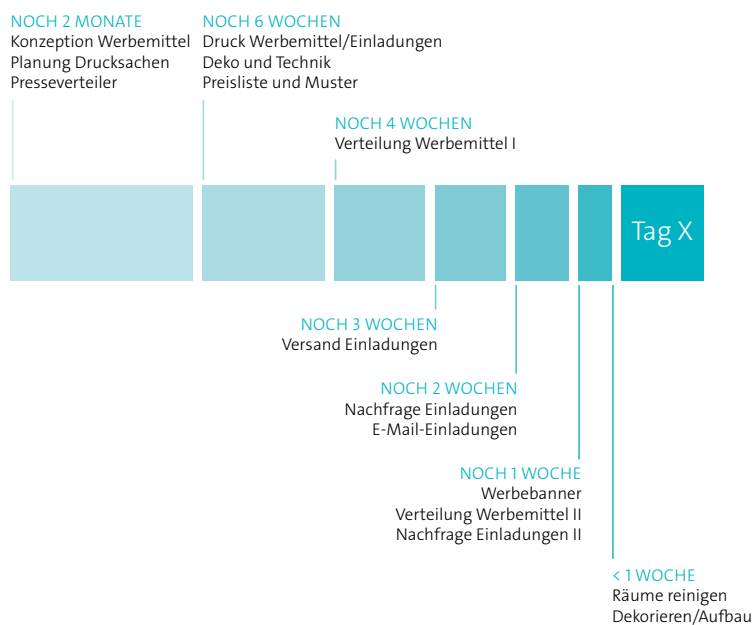 NOCH 2 MONATE
Konzeption Werbemittel
Planung Drucksachen
Presseverteiler
NOCH 6 WOCHEN
Druck Werbemittel/Einladungen
Deko und Technik
Preisliste und Muster
NOCH 4 WOCHEN
Verteilung Werbemittel I
Tag X
NOCH 3 WOCHEN
Versand Einladungen
NOCH 2 WOCHEN
Nachfrage Einladungen
E-Mail-Einladungen
NOCH 1 WOCHE
Werbebanner
Verteilung Werbemittel II
Nachfrage Einladungen II
< 1 WOCHE
Räume reinigen
Dekorieren/Aufbau